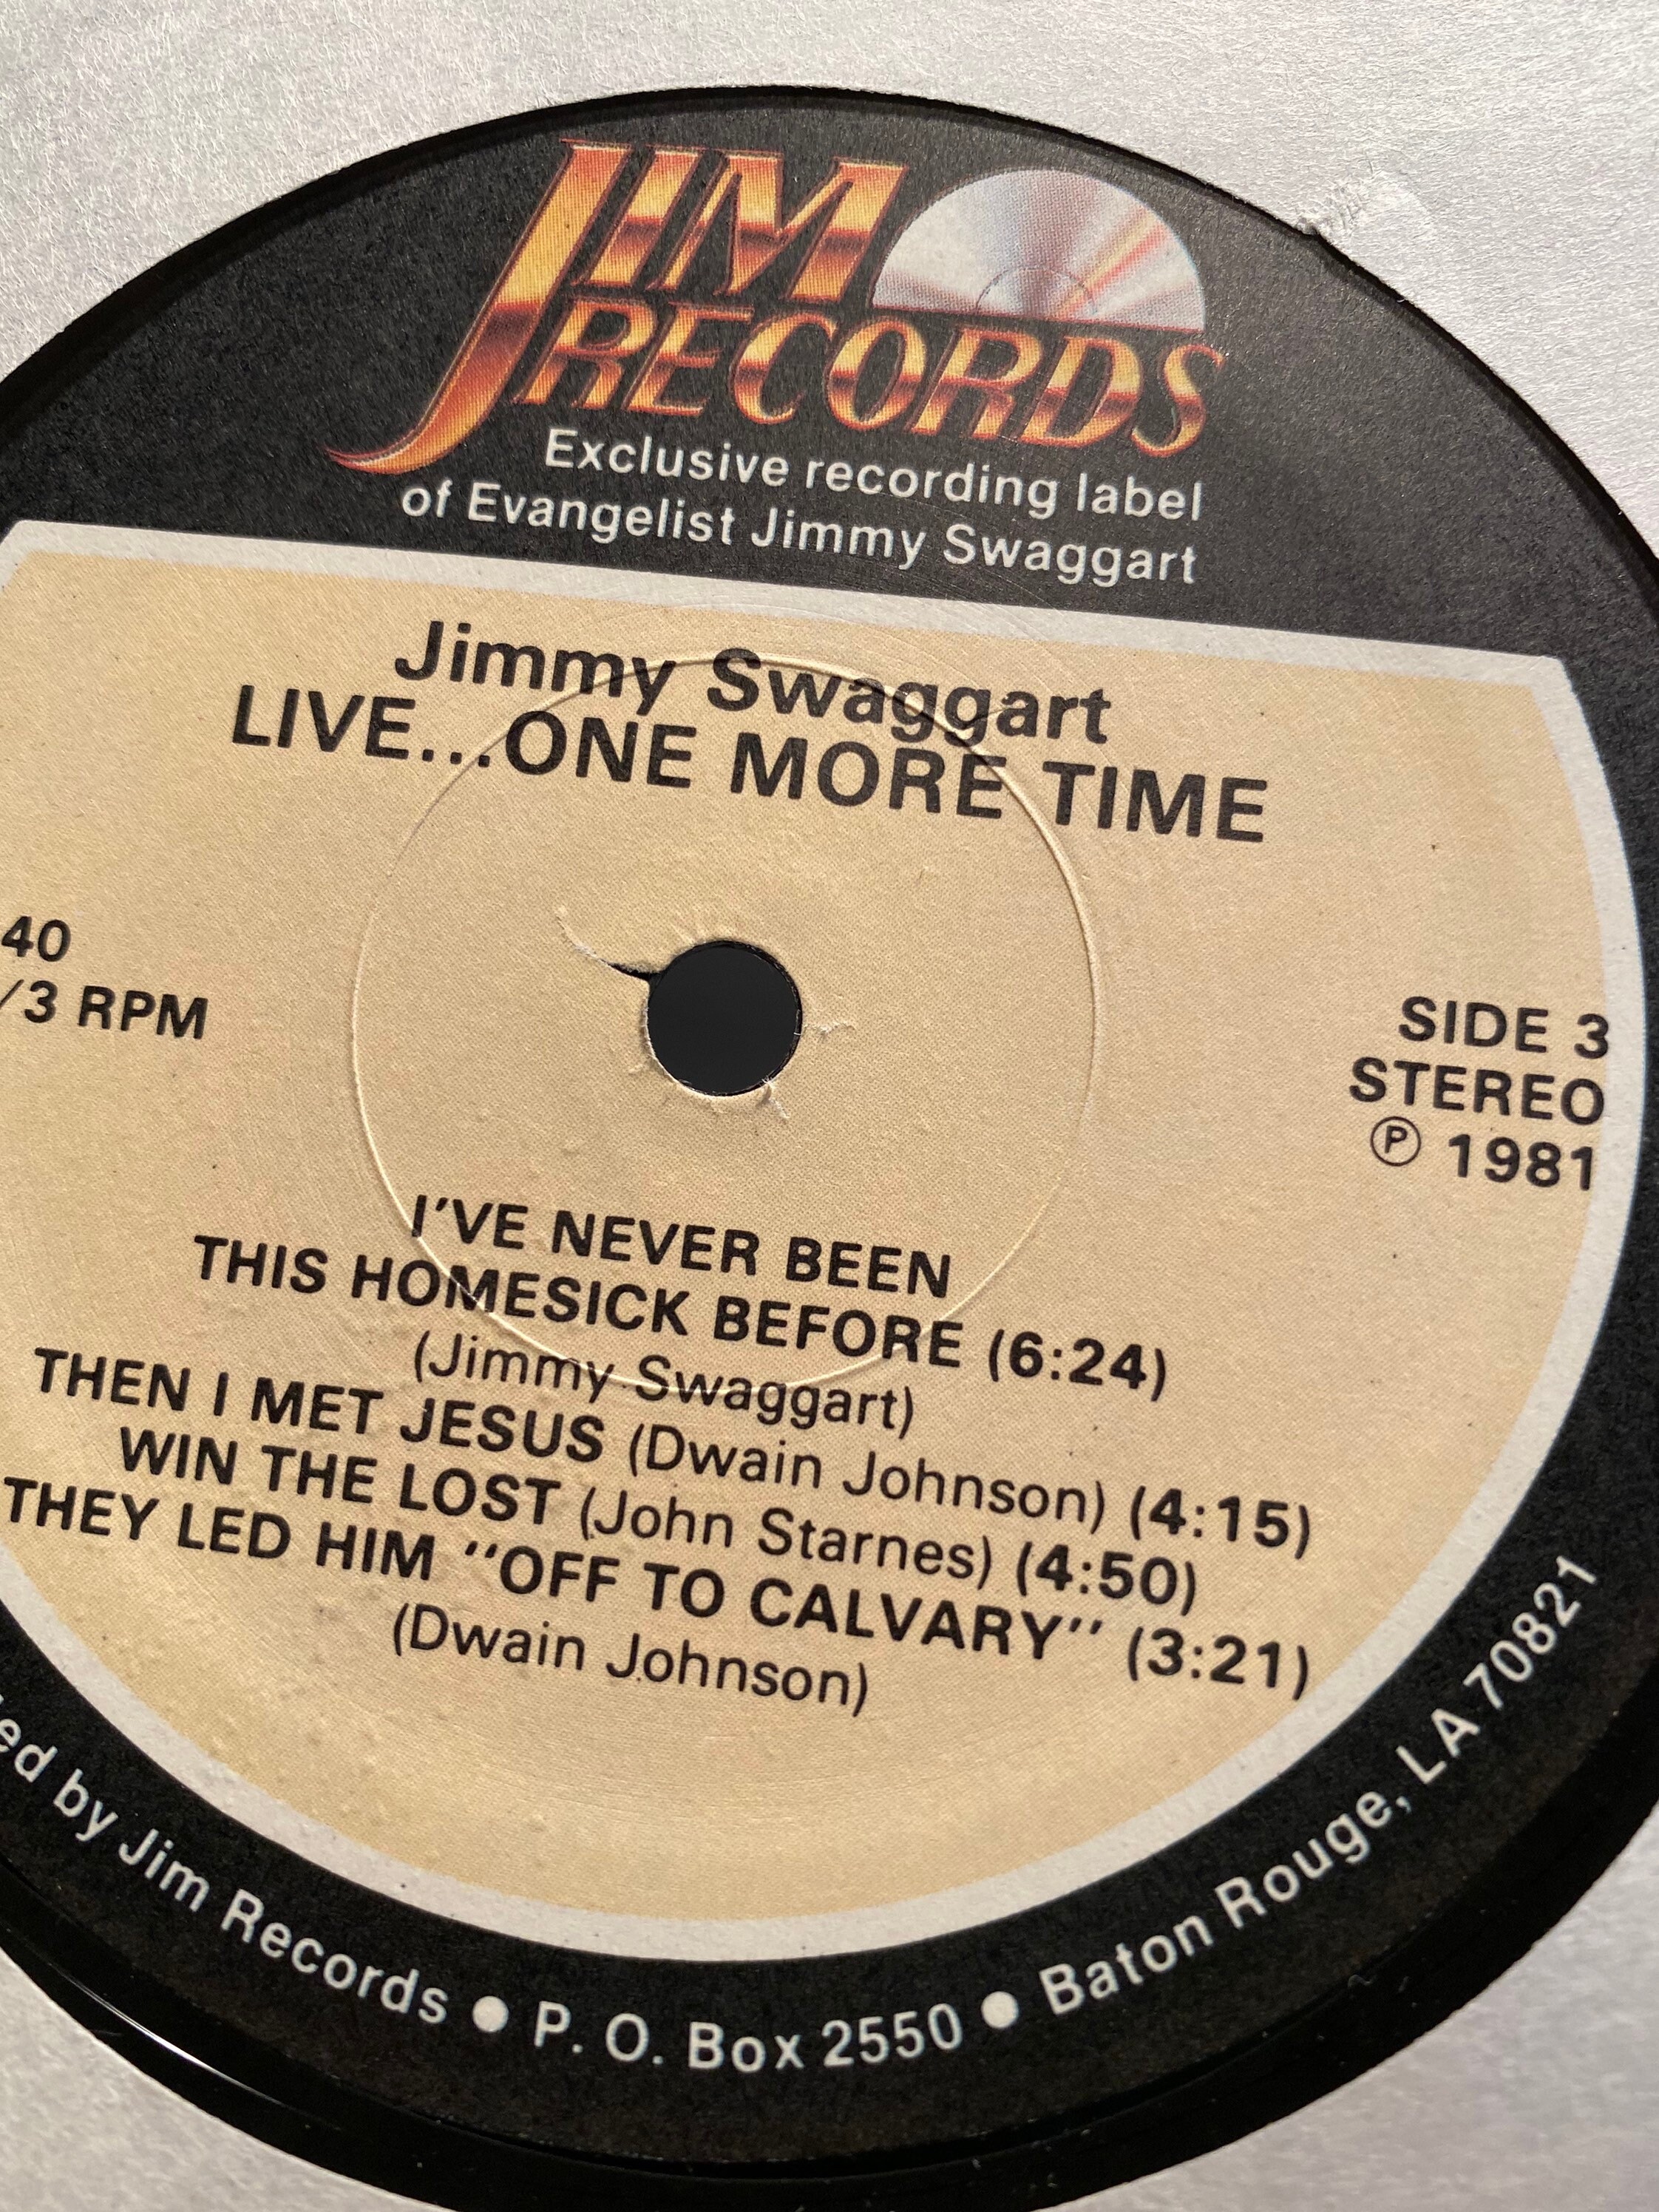 JIM
RECORDS
Exclusive recording label
of Evangelist Jimmy Swaggart
Jimmy Swaggart
LIVE...ONE MORE TIME
40
/3 RPM
SIDE 3
STEREO
℗ 1981
I'VE NEVER BEEN
THIS HOMESICK BEFORE (6:24)
(Jimmy Swaggart)
THEN I MET JESUS (Dwain Johnson) (4:15)
WIN THE LOST (John Starnes) (4:50)
THEY LED HIM "OFF TO CALVARY" (3:21)
(Dwain Johnson)
by Jim Records ● P. O. Box 2550 ● Baton Rouge, LA 70821